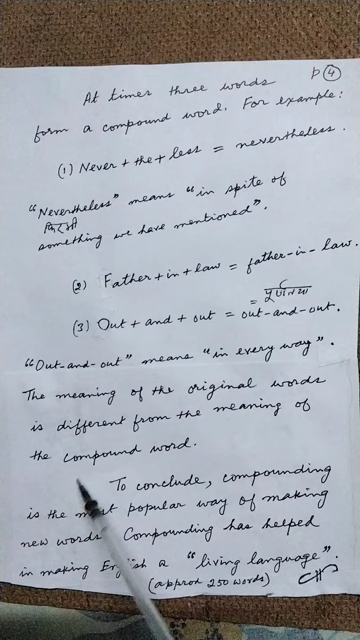 P ④
At times three words
form a compound word. For example:
(1) Never + the + less = nevertheless.
"Nevertheless" means "in spite of
फिर भी
something we have mentioned".
(2) Father + in + law = father-in-law.
(3) Out + and + out = out-and-out.
= पूर्णतया
"Out-and-out" means "in every way".
The meaning of the original words
is different from the meaning of
the compound word.
To conclude, compounding
is the most popular way of making
new words. Compounding has helped
in making English a "living language".
(approx 250 words)